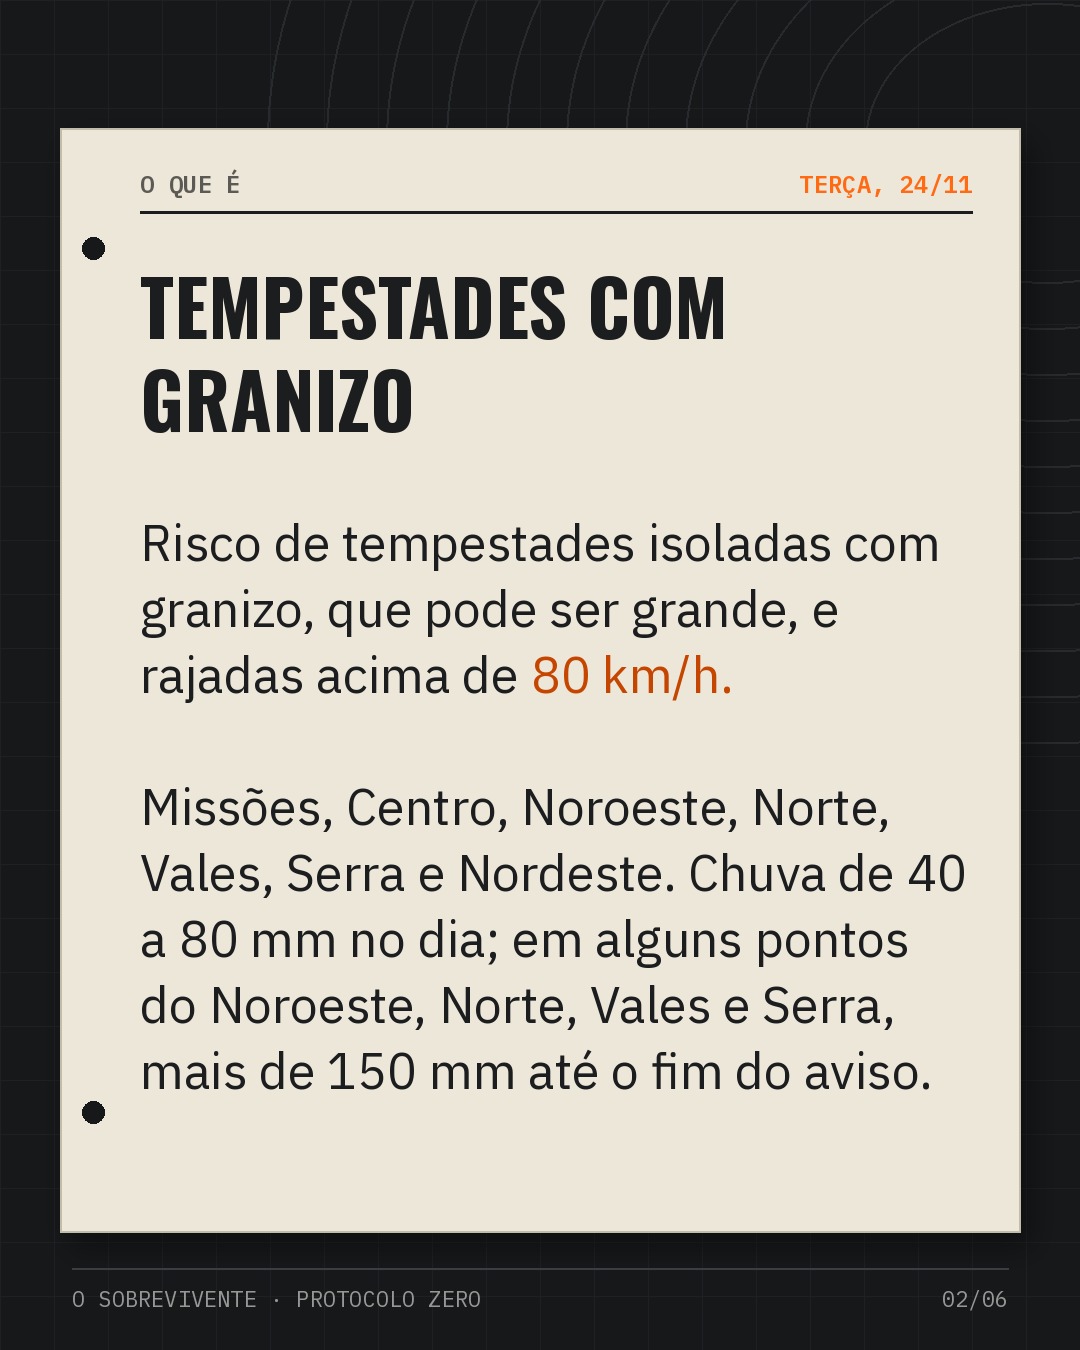 O QUE É
TERÇA, 24/11
TEMPESTADES COM
GRANIZO
Risco de tempestades isoladas com
granizo, que pode ser grande, e
rajadas acima de 80 km/h.
Missões, Centro, Noroeste, Norte,
Vales, Serra e Nordeste. Chuva de 40
a 80 mm no dia; em alguns pontos
do Noroeste, Norte, Vales e Serra,
mais de 150 mm até o fim do aviso.
O SOBREVIVENTE · PROTOCOLO ZERO
02/06